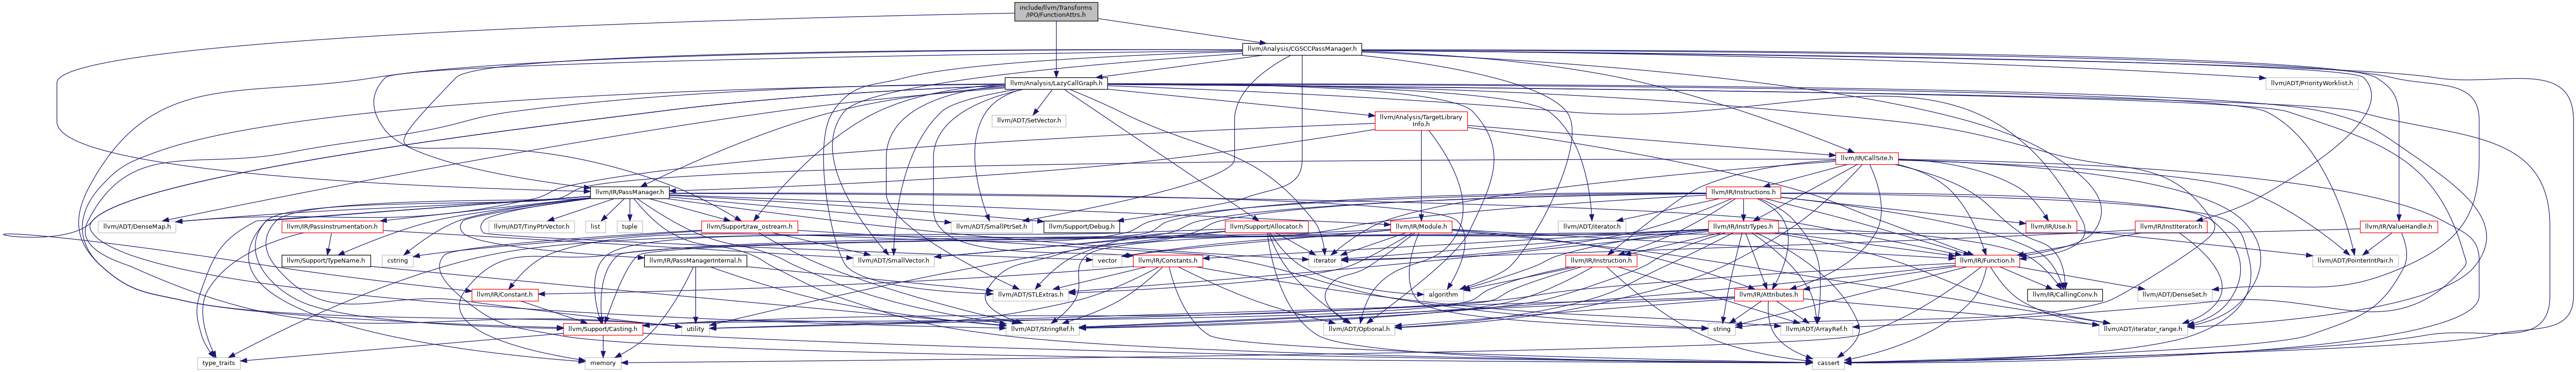 include/llvm/Transforms
/IPO/FunctionAttrs.h
llvm/Analysis/CGSCCPassManager.h
llvm/Analysis/LazyCallGraph.h
llvm/ADT/PriorityWorklist.h
llvm/ADT/SetVector.h
llvm/Analysis/TargetLibrary
Info.h
llvm/IR/CallSite.h
llvm/IR/PassManager.h
llvm/IR/Instructions.h
llvm/ADT/DenseMap.h
llvm/IR/PassInstrumentation.h
llvm/ADT/TinyPtrVector.h
list
tuple
llvm/Support/raw_ostream.h
llvm/ADT/SmallPtrSet.h
llvm/Support/Debug.h
llvm/Support/Allocator.h
llvm/IR/Module.h
llvm/ADT/iterator.h
llvm/IR/InstrTypes.h
llvm/IR/Use.h
llvm/IR/InstIterator.h
llvm/IR/ValueHandle.h
llvm/Support/TypeName.h
cstring
llvm/IR/PassManagerInternal.h
llvm/ADT/SmallVector.h
vector
llvm/IR/Constants.h
iterator
llvm/IR/Instruction.h
llvm/IR/Function.h
llvm/ADT/PointerIntPair.h
llvm/IR/Constant.h
llvm/ADT/STLExtras.h
algorithm
llvm/IR/Attributes.h
llvm/IR/CallingConv.h
llvm/ADT/DenseSet.h
llvm/Support/Casting.h
utility
llvm/ADT/StringRef.h
llvm/ADT/Optional.h
string
llvm/ADT/ArrayRef.h
llvm/ADT/iterator_range.h
type_traits
memory
cassert